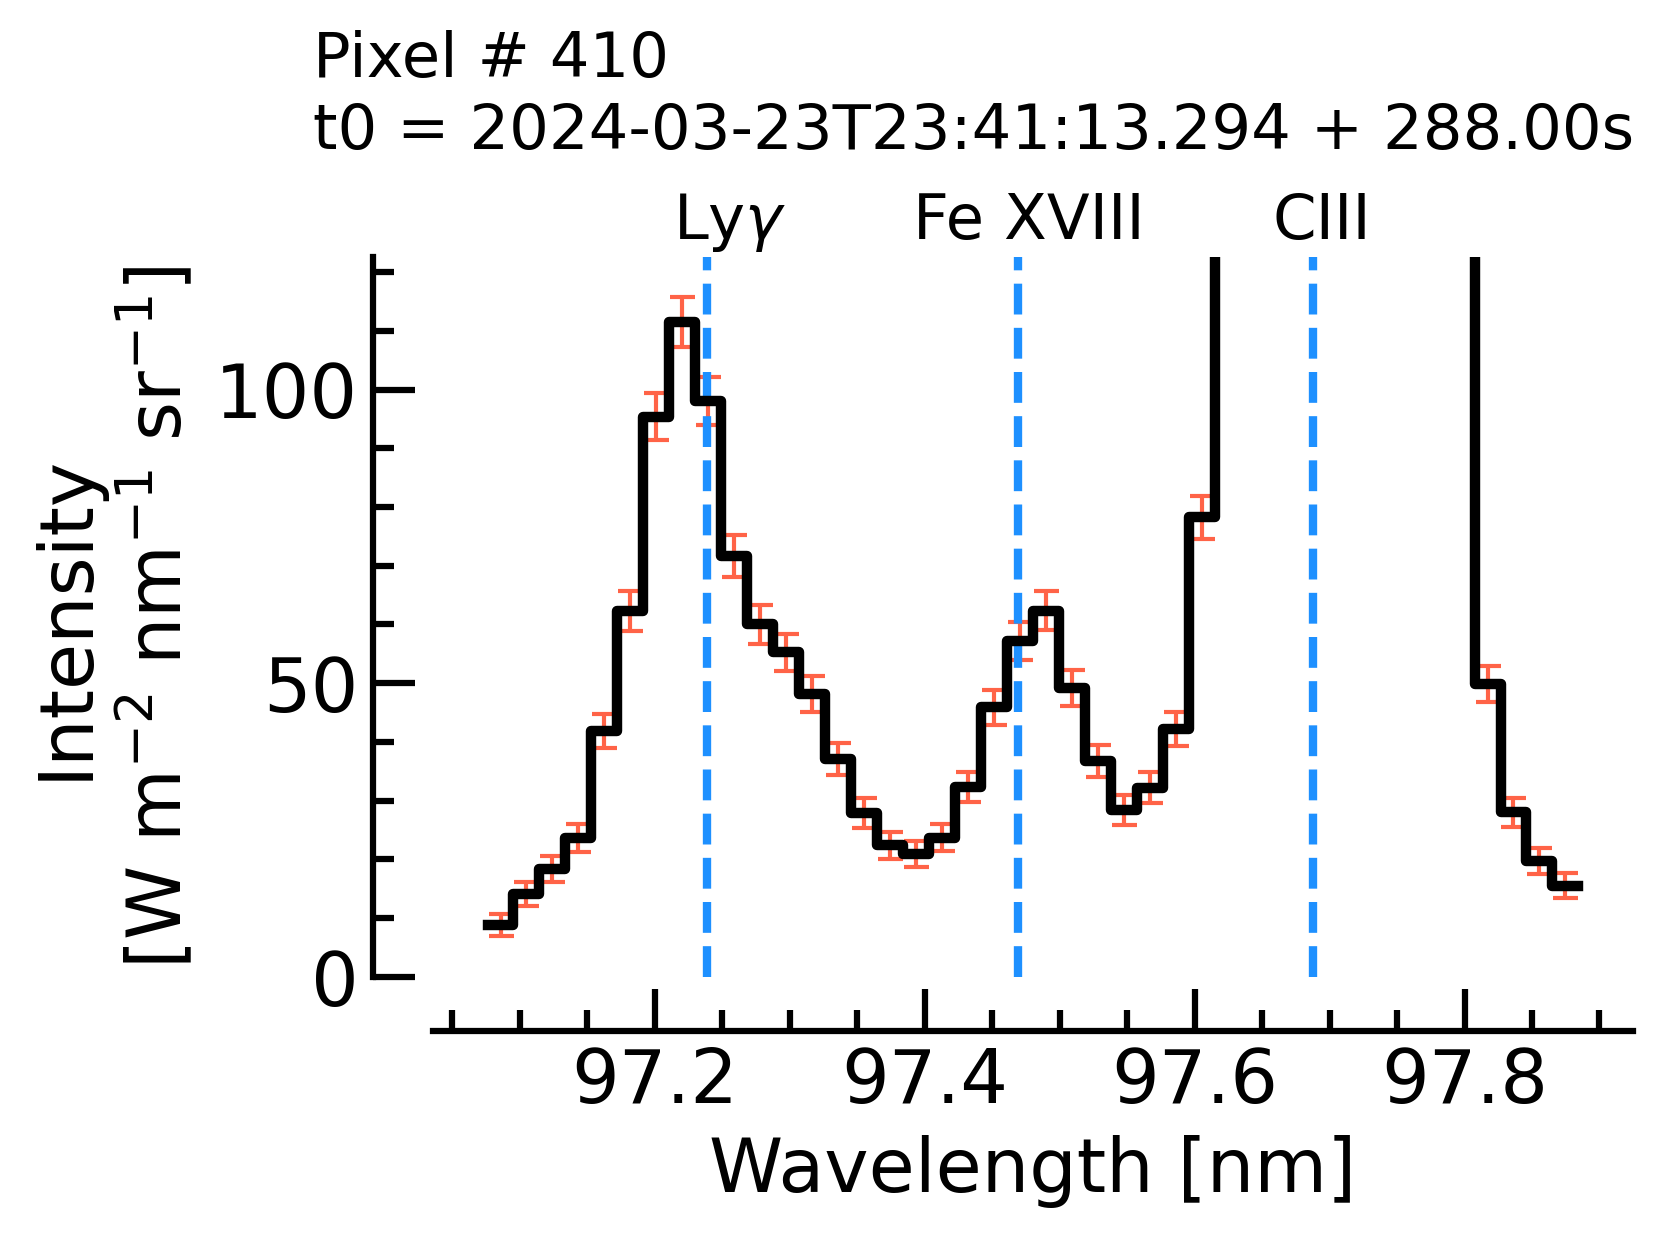 Pixel # 410
t0 = 2024-03-23T23:41:13.294 + 288.00s
Lyγ Fe XVIII CIII
Intensity
[W m⁻² nm⁻¹ sr⁻¹]
100
50
0
97.2 97.4 97.6 97.8
Wavelength [nm]